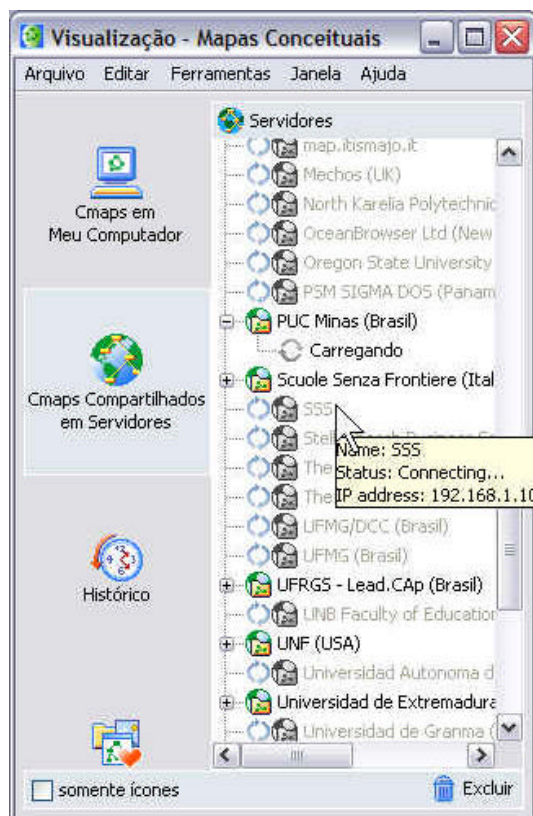 Visualização - Mapas Conceituais
Arquivo Editar Ferramentas Janela Ajuda
Servidores
map.itismajo.it
Mechos (UK)
North Karelia Polytechnic
OceanBrowser Ltd (New
Oregon State University
PSM SIGMA DOS (Panam
PUC Minas (Brasil)
Carregando
Scuole Senza Frontiere (Ital
SSS
Name: SSS
Status: Connecting...
IP address: 192.168.1.10
The
The
UFMG/DCC (Brasil)
UFMG (Brasil)
UFRGS - Lead.CAp (Brasil)
UNB Faculty of Education
UNF (USA)
Universidad Autonoma d
Universidad de Extremadura
Universidad de Granma (
Cmaps em
Meu Computador
Cmaps Compartilhados
em Servidores
Histórico
somente ícones
Excluir